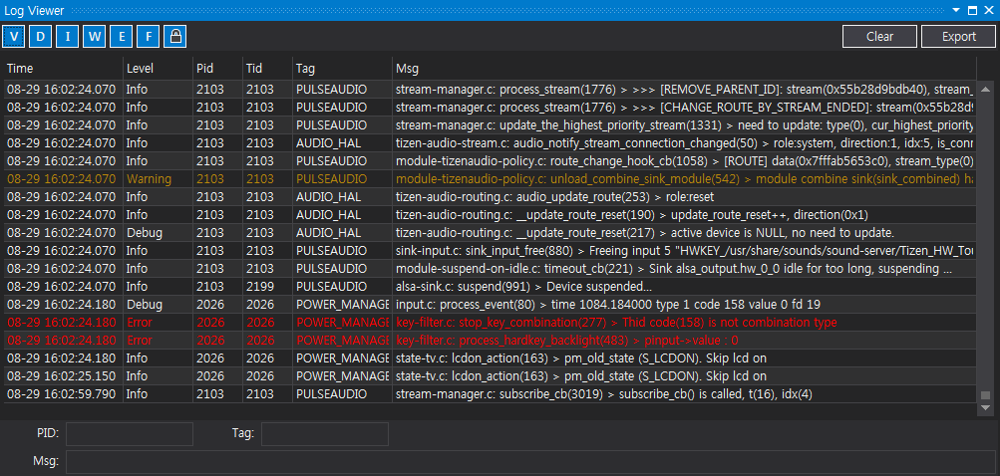 Log Viewer
V D I W E F Clear Export
Time Level Pid Tid Tag Msg
08-29 16:02:24.070 Info 2103 2103 PULSEAUDIO stream-manager.c: process_stream(1776) > >>> [REMOVE_PARENT_ID]: stream(0x55b28d9bdb40), stream_
08-29 16:02:24.070 Info 2103 2103 PULSEAUDIO stream-manager.c: process_stream(1776) > >>> [CHANGE_ROUTE_BY_STREAM_ENDED]: stream(0x55b28d9
08-29 16:02:24.070 Info 2103 2103 PULSEAUDIO stream-manager.c: update_the_highest_priority_stream(1331) > need to update: type(0), cur_highest_priority
08-29 16:02:24.070 Info 2103 2103 AUDIO_HAL tizen-audio-stream.c: audio_notify_stream_connection_changed(50) > role:system, direction:1, idx:5, is_conn
08-29 16:02:24.070 Info 2103 2103 PULSEAUDIO module-tizenaudio-policy.c: route_change_hook_cb(1058) > [ROUTE] data(0x7fffab5653c0), stream_type(0)
08-29 16:02:24.070 Warning 2103 2103 PULSEAUDIO module-tizenaudio-policy.c: unload_combine_sink_module(542) > module combine sink(sink_combined) ha
08-29 16:02:24.070 Info 2103 2103 AUDIO_HAL tizen-audio-routing.c: audio_update_route(253) > role:reset
08-29 16:02:24.070 Info 2103 2103 AUDIO_HAL tizen-audio-routing.c: __update_route_reset(190) > update_route_reset++, direction(0x1)
08-29 16:02:24.070 Debug 2103 2103 AUDIO_HAL tizen-audio-routing.c: __update_route_reset(217) > active device is NULL, no need to update.
08-29 16:02:24.070 Info 2103 2103 PULSEAUDIO sink-input.c: sink_input_free(880) > Freeing input 5 "HWKEY_/usr/share/sounds/sound-server/Tizen_HW_Tou
08-29 16:02:24.070 Info 2103 2103 PULSEAUDIO module-suspend-on-idle.c: timeout_cb(221) > Sink alsa_output.hw_0_0 idle for too long, suspending ...
08-29 16:02:24.070 Info 2103 2199 PULSEAUDIO alsa-sink.c: suspend(991) > Device suspended...
08-29 16:02:24.180 Debug 2026 2026 POWER_MANAGE input.c: process_event(80) > time 1084.184000 type 1 code 158 value 0 fd 19
08-29 16:02:24.180 Error 2026 2026 POWER_MANAGE key-filter.c: stop_key_combination(277) > Thid code(158) is not combination type
08-29 16:02:24.180 Error 2026 2026 POWER_MANAGE key-filter.c: process_hardkey_backlight(483) > pinput->value : 0
08-29 16:02:24.180 Info 2026 2026 POWER_MANAGE state-tv.c: lcdon_action(163) > pm_old_state (S_LCDON). Skip lcd on
08-29 16:02:25.150 Info 2026 2026 POWER_MANAGE state-tv.c: lcdon_action(163) > pm_old_state (S_LCDON). Skip lcd on
08-29 16:02:59.790 Info 2103 2103 PULSEAUDIO stream-manager.c: subscribe_cb(3019) > subscribe_cb() is called, t(16), idx(4)
PID: Tag:
Msg: